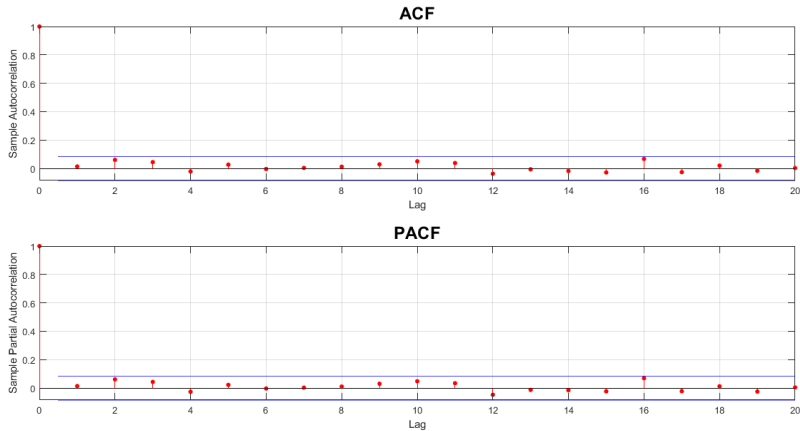 ACF
Sample Autocorrelation
1
0.8
0.6
0.4
0.2
0
0 2 4 6 8 10 12 14 16 18 20
Lag
PACF
Sample Partial Autocorrelation
1
0.8
0.6
0.4
0.2
0
0 2 4 6 8 10 12 14 16 18 20
Lag